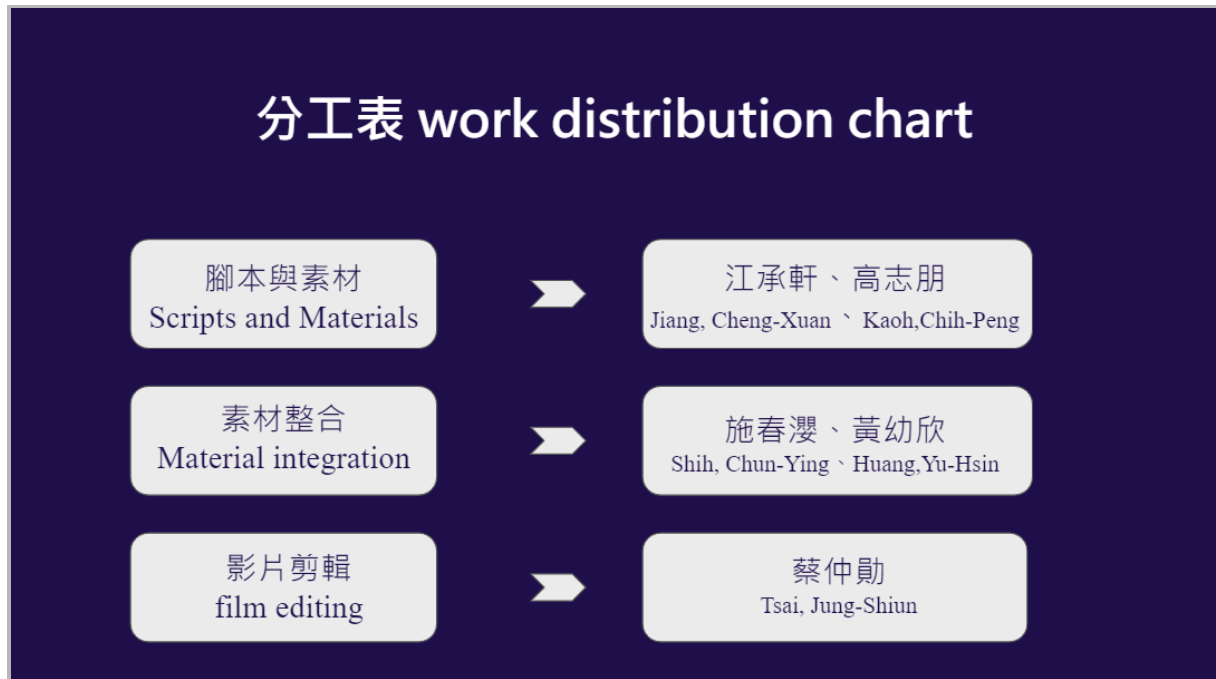 分工表 work distribution chart
腳本與素材
Scripts and Materials
江承軒、高志朋
Jiang, Cheng-Xuan、 Kaoh,Chih-Peng
素材整合
Material integration
施春瀴、黃幼欣
Shih, Chun-Ying、Huang,Yu-Hsin
影片剪輯
film editing
蔡仲勛
Tsai, Jung-Shiun